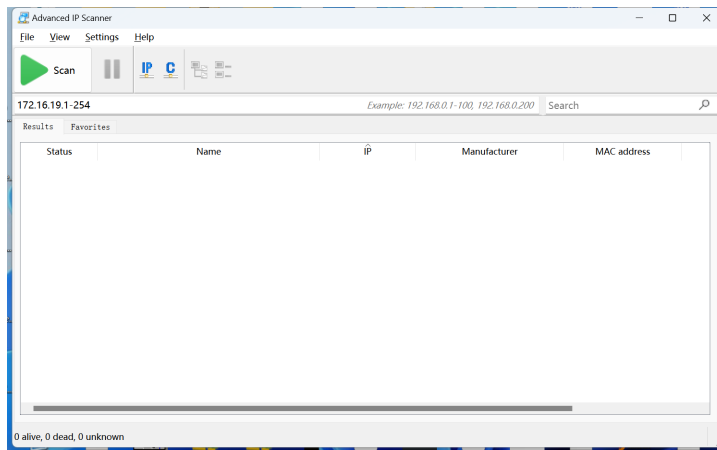 Advanced IP Scanner
File View Settings Help
Scan IP C
172.16.19.1-254 Example: 192.168.0.1-100, 192.168.0.200 Search
Results Favorites
Status Name IP Manufacturer MAC address
0 alive, 0 dead, 0 unknown